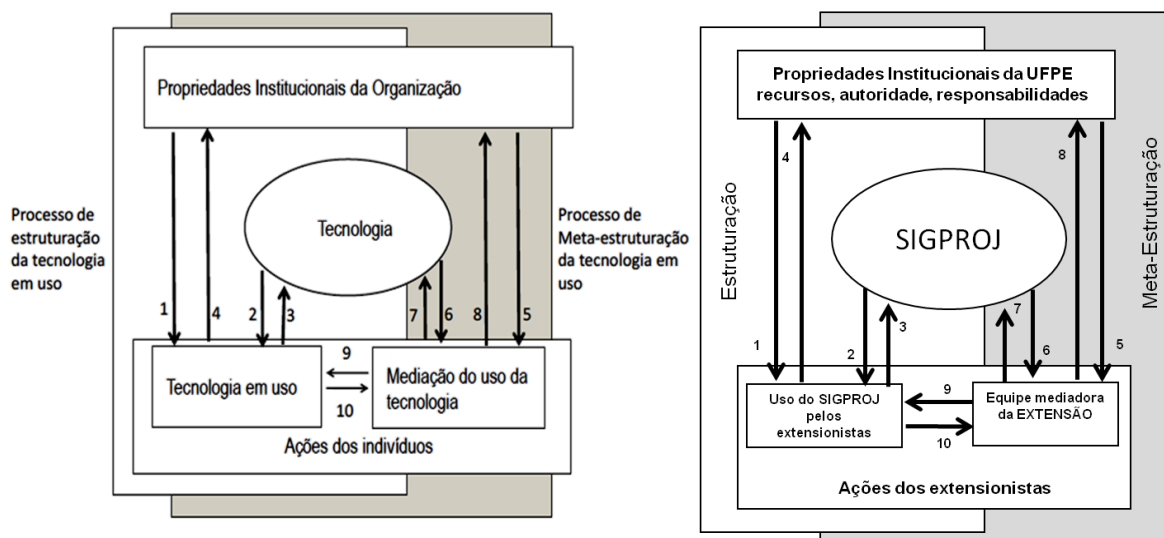 Propriedades Institucionais da Organização
Processo de
estruturação
da tecnologia
em uso
Tecnologia
Processo de
Meta-estruturação
da tecnologia em
uso
1
4
2
3
7
6
8
5
9
10
Tecnologia em uso
Mediação do uso da
tecnologia
Ações dos indivíduos
Propriedades Institucionais da UFPE
recursos, autoridade, responsabilidades
Estruturação
Meta-Estruturação
SIGPROJ
4
8
1
2
3
7
6
5
9
10
Uso do SIGPROJ
pelos
extensionistas
Equipe mediadora
da EXTENSÃO
Ações dos extensionistas